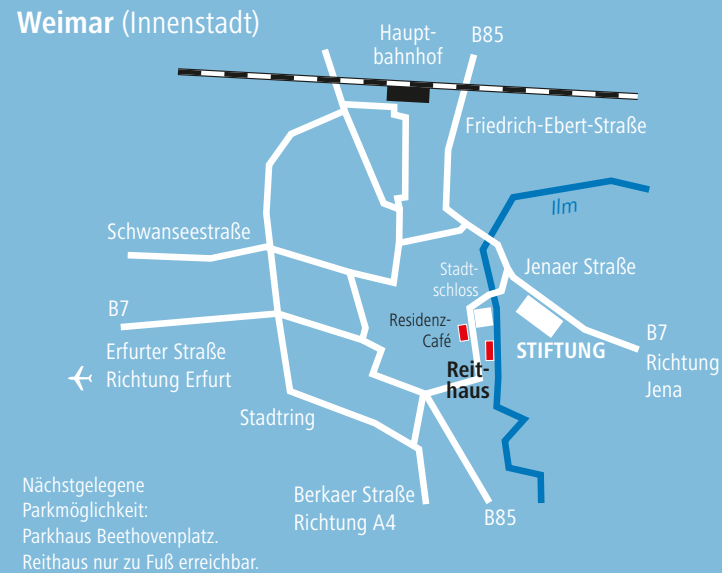 Weimar (Innenstadt)
Haupt-
bahnhof
B85
Friedrich-Ebert-Straße
Ilm
Schwanseestraße
Stadt-
schloss
Jenaer Straße
B7
Residenz-
Café
Erfurter Straße
Richtung Erfurt
STIFTUNG
B7
Richtung
Jena
Reit-
haus
Stadtring
Berkaer Straße
Richtung A4
B85
Nächstgelegene
Parkmöglichkeit:
Parkhaus Beethovenplatz.
Reithaus nur zu Fuß erreichbar.